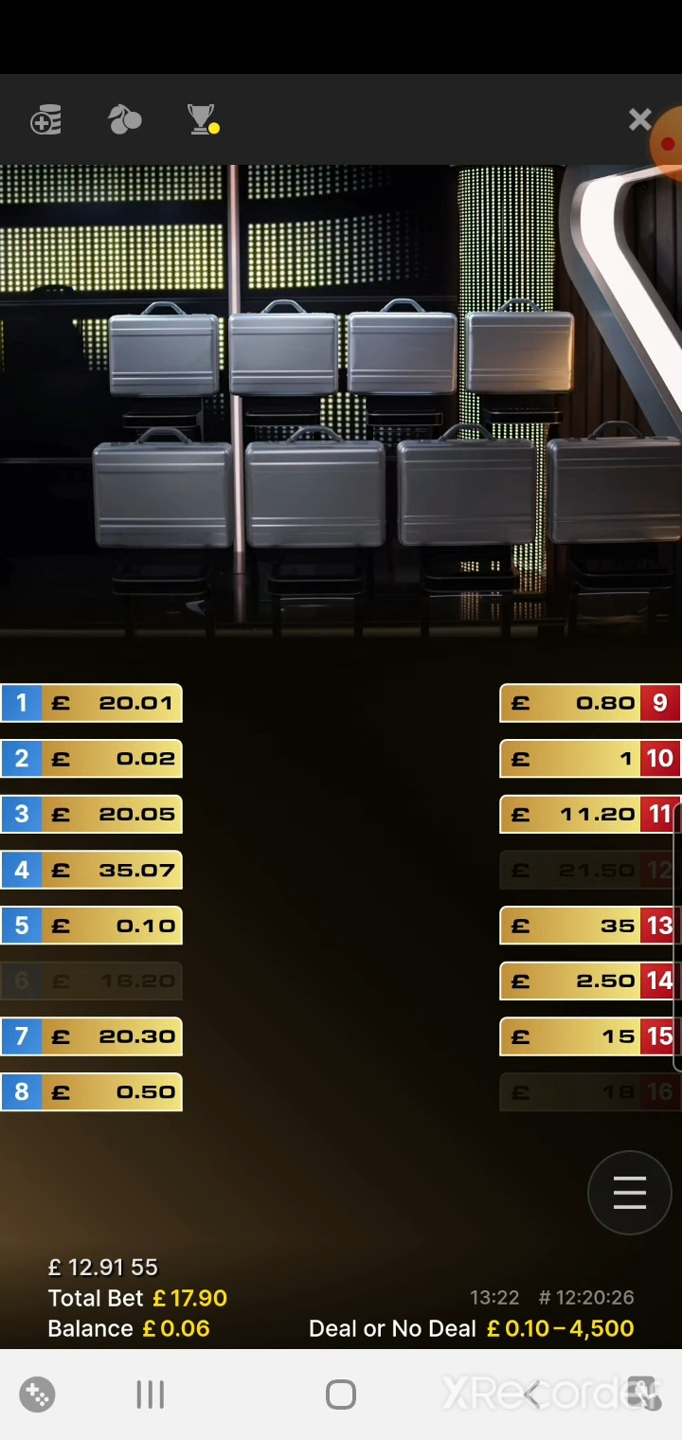 1 £ 20.01
£ 0.80 9
2 £ 0.02
£ 1 10
3 £ 20.05
£ 11.20 11
4 £ 35.07
£ 21.50 12
5 £ 0.10
£ 35 13
6 £ 16.20
£ 2.50 14
7 £ 20.30
£ 15 15
8 £ 0.50
£ 18 16
£ 12.91 55
Total Bet £17.90
13:22 # 12:20:26
Balance £0.06
Deal or No Deal £0.10–4,500
XRecorder